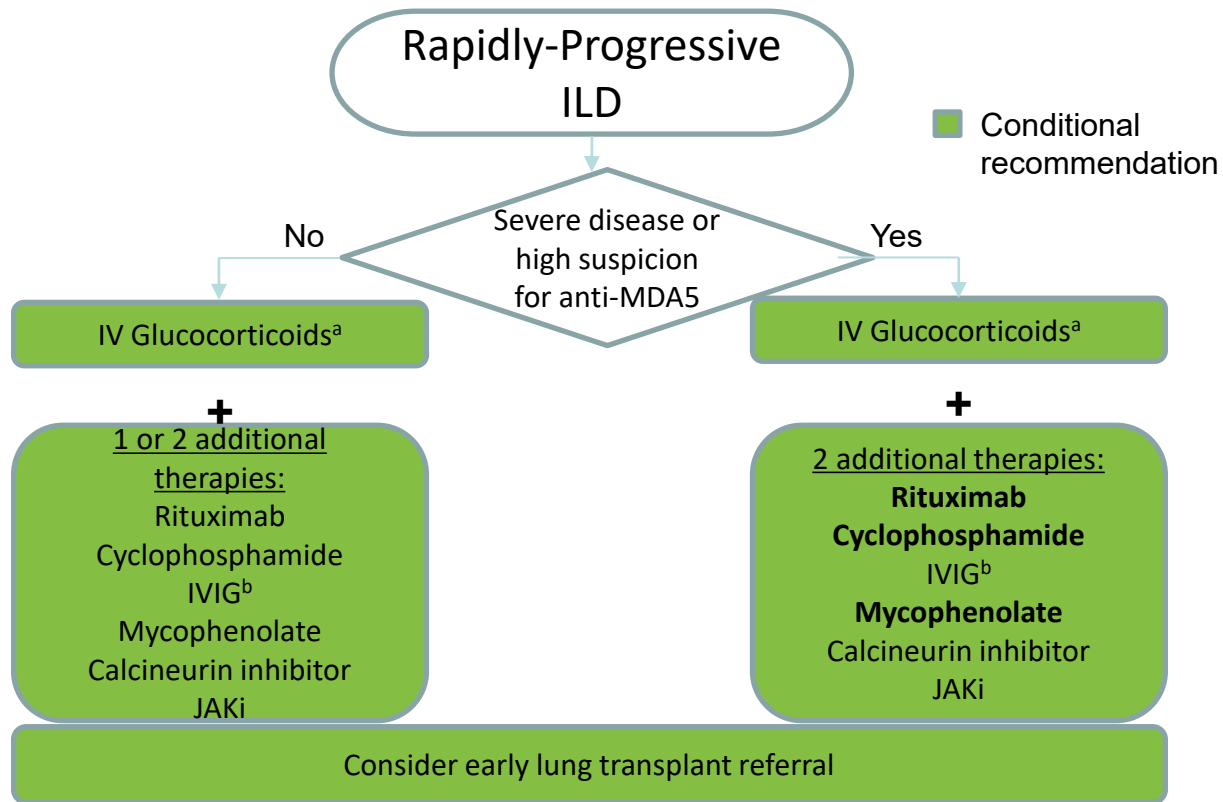 Rapidly-Progressive
ILD
Conditional
recommendation
Severe disease or
high suspicion
for anti-MDA5
No
Yes
IV Glucocorticoidsᵃ
+
1 or 2 additional
therapies:
Rituximab
Cyclophosphamide
IVIGᵇ
Mycophenolate
Calcineurin inhibitor
JAKi
IV Glucocorticoidsᵃ
+
2 additional therapies:
Rituximab
Cyclophosphamide
IVIGᵇ
Mycophenolate
Calcineurin inhibitor
JAKi
Consider early lung transplant referral